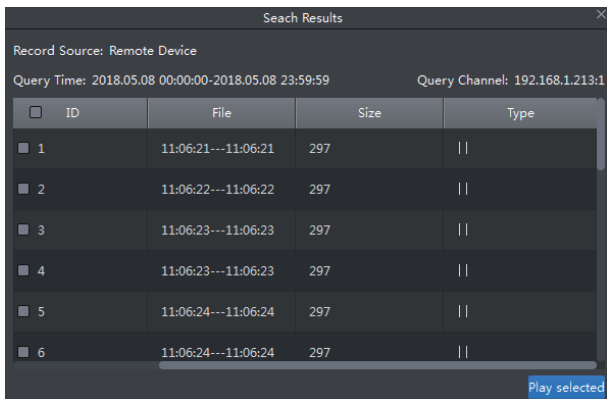 Seach Results
Record Source: Remote Device
Query Time: 2018.05.08 00:00:00-2018.05.08 23:59:59 Query Channel: 192.168.1.213:1
ID File Size Type
1 11:06:21---11:06:21 297 | |
2 11:06:22---11:06:22 297 | |
3 11:06:23---11:06:23 297 | |
4 11:06:23---11:06:23 297 | |
5 11:06:24---11:06:24 297 | |
6 11:06:24---11:06:24 297 | |
Play selected